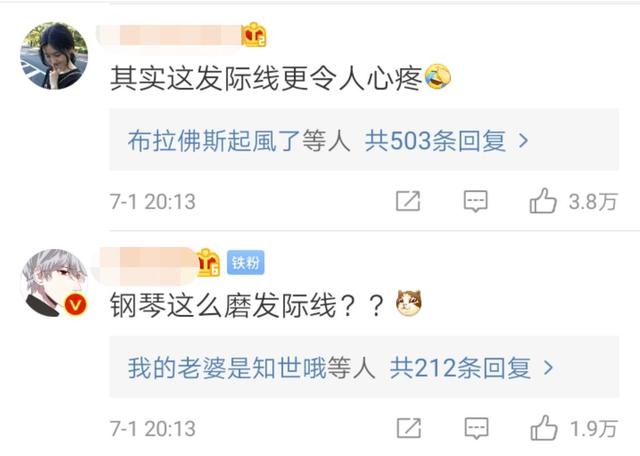 2
其实这发际线更令人心疼
布拉佛斯起風了等人 共503条回复
7-1 20:13 3.8万
6 铁粉
V
钢琴这么磨发际线？？
我的老婆是知世哦等人 共212条回复
7-1 20:13 1.9万